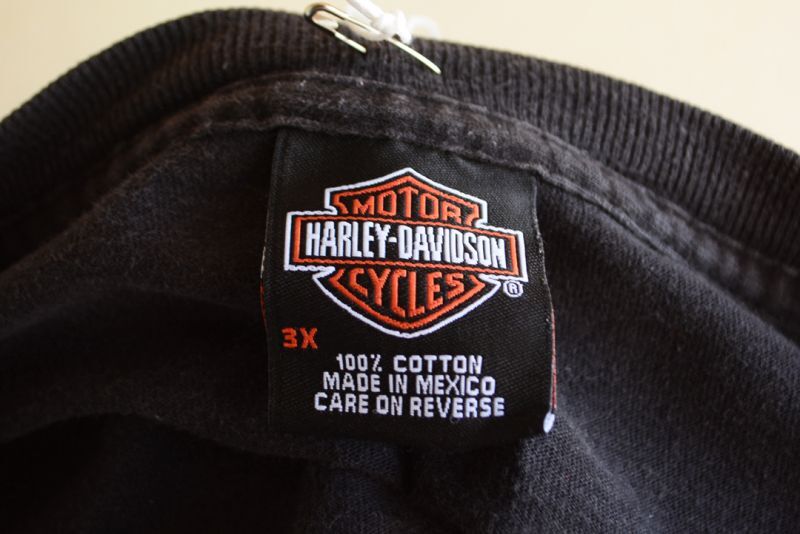 MOTOR
HARLEY-DAVIDSON
CYCLES
®
3X
100% COTTON
MADE IN MEXICO
CARE ON REVERSE